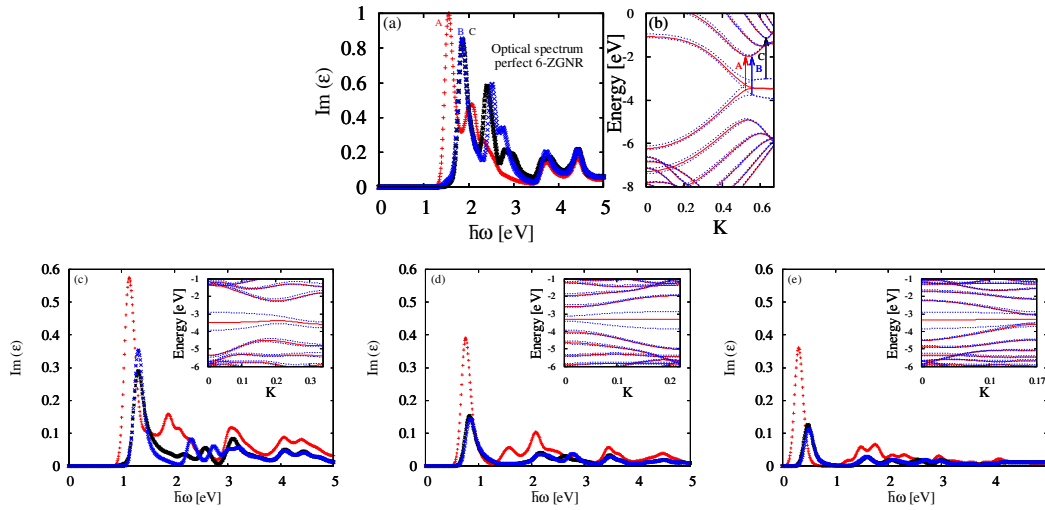 (a)
A
B C
Optical spectrum
perfect 6-ZGNR
Im (ε)
1
0.8
0.6
0.4
0.2
0
0 1 2 3 4 5
ħω [eV]
(b)
A
B
C
Energy [eV]
0
-2
-4
-6
-8
0.0 0.2 0.4 0.6
K
(c)
Im (ε)
0.6
0.5
0.4
0.3
0.2
0.1
0
0 1 2 3 4 5
ħω [eV]
Energy [eV]
-1
-2
-3
-4
-5
-6
0 0.1 0.2 0.3
K
(d)
Im (ε)
0.6
0.5
0.4
0.3
0.2
0.1
0
0 1 2 3 4 5
ħω [eV]
Energy [eV]
-1
-2
-3
-4
-5
-6
0 0.1 0.2
K
(e)
Im (ε)
0.6
0.5
0.4
0.3
0.2
0.1
0
0 1 2 3 4 5
ħω [eV]
Energy [eV]
-1
-2
-3
-4
-5
-6
0 0.1 0.17
K